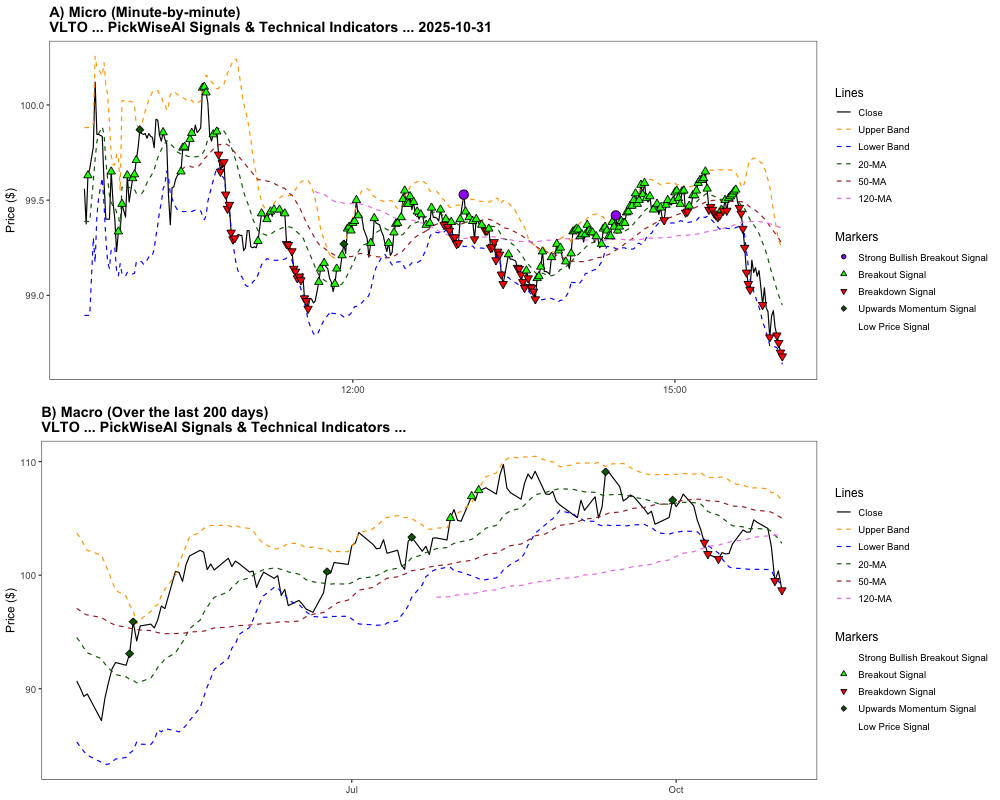 A) Micro (Minute-by-minute)
VLTO ... PickWiseAI Signals & Technical Indicators ... 2025-10-31
Price ($)
100.0
99.5
99.0
12:00
15:00
Lines
Close
Upper Band
Lower Band
20-MA
50-MA
120-MA
Markers
Strong Bullish Breakout Signal
Breakout Signal
Breakdown Signal
Upwards Momentum Signal
Low Price Signal
B) Macro (Over the last 200 days)
VLTO ... PickWiseAI Signals & Technical Indicators ...
Price ($)
110
100
90
Jul
Oct
Lines
Close
Upper Band
Lower Band
20-MA
50-MA
120-MA
Markers
Strong Bullish Breakout Signal
Breakout Signal
Breakdown Signal
Upwards Momentum Signal
Low Price Signal